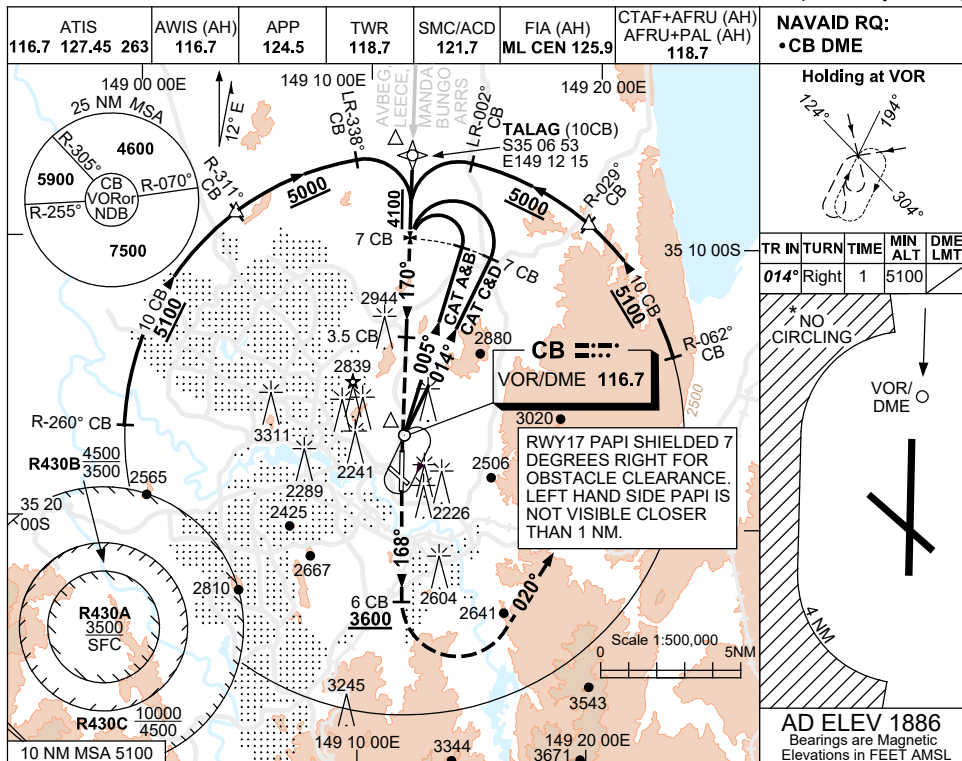 ATIS
116.7 127.45 263
AWIS (AH)
116.7
APP
124.5
TWR
118.7
SMC/ACD
121.7
FIA (AH)
ML CEN 125.9
CTAF+AFRU (AH)
AFRU+PAL (AH)
118.7
NAVAID RQ:
•CB DME
149 00 00E
149 10 00E
149 20 00E
25 NM MSA
4600
5900
7500
R-305°
R-255°
R-070°
CB
VORor
NDB
12° E
AVBEG,
LEECE,
MANDA
BUNGO
ARRS
LR-338°
CB
LR-002°
CB
TALAG (10CB)
S35 06 53
E149 12 15
R-311°
CB
5000
5000
R-029°
CB
4100
7 CB
7 CB
35 10 00S
10 CB
5100
10 CB
5100
170°
CAT A&B
CAT C&D
005°
014°
2944
3.5 CB
2880
R-062°
CB
2500
CB
VOR/DME 116.7
2839
3020
R-260° CB
3311
2241
2289
2506
2226
R430B 4500
3500
2565
2425
35 20
00S
2667
RWY17 PAPI SHIELDED 7
DEGREES RIGHT FOR
OBSTACLE CLEARANCE.
LEFT HAND SIDE PAPI IS
NOT VISIBLE CLOSER
THAN 1 NM.
168°
2810
2604
020°
6 CB
3600
2641
R430A
3500
SFC
Scale 1:500,000
0
5NM
3245
3543
R430C 10000
4500
10 NM MSA 5100
149 10 00E
3344
149 20 00E
3671
Holding at VOR
124°
194°
304°
TR IN
TURN
TIME
MIN
ALT
DME
LMT
014°
Right
1
5100
* NO
CIRCLING
VOR/
DME
4 NM
AD ELEV 1886
Bearings are Magnetic
Elevations in FEET AMSL